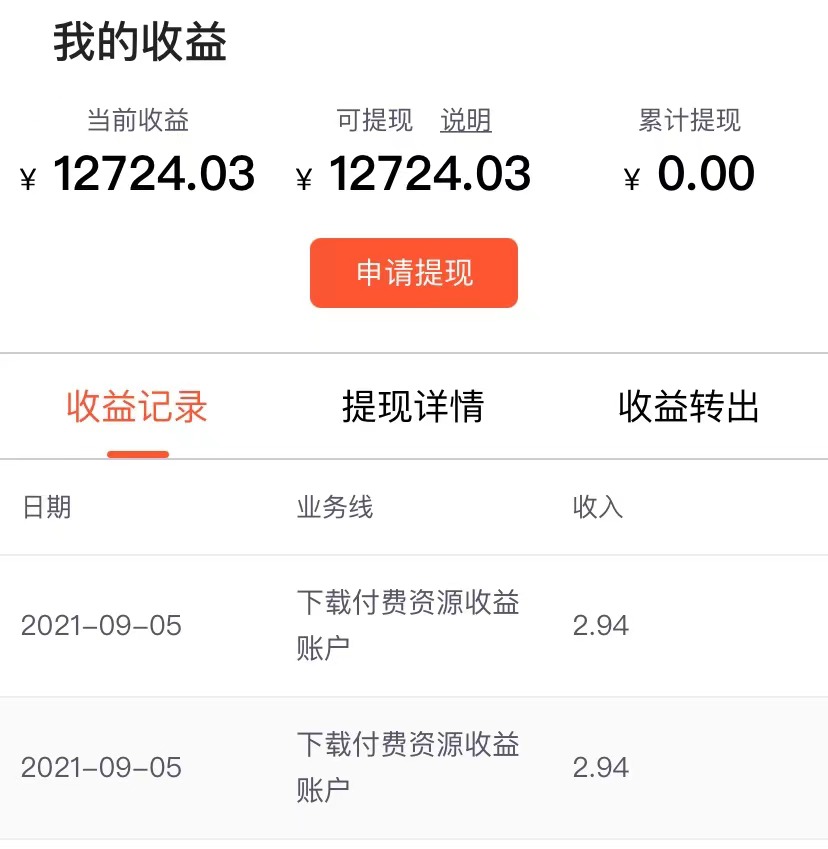 我的收益
当前收益 可提现 说明 累计提现
¥ 12724.03 ¥ 12724.03 ¥ 0.00
申请提现
收益记录 提现详情 收益转出
日期 业务线 收入
2021-09-05 下载付费资源收益 2.94
账户
2021-09-05 下载付费资源收益 2.94
账户